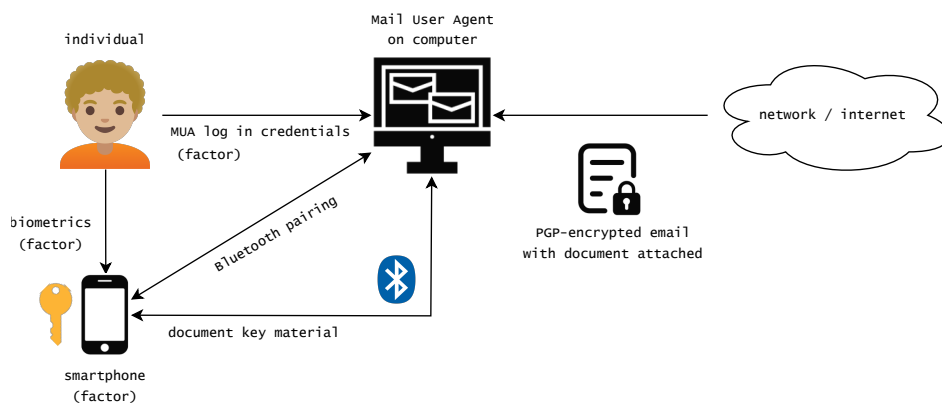 Mail User Agent
on computer
individual
network / internet
MUA log in credentials
(factor)
biometrics
(factor)
Bluetooth pairing
PGP-encrypted email
with document attached
document key material
smartphone
(factor)